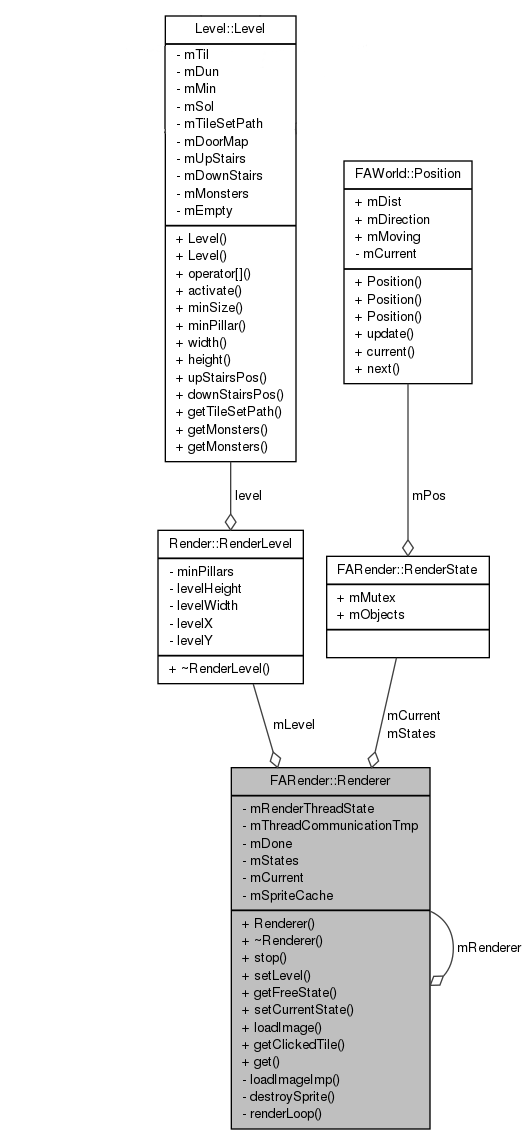 Level::Level
- mTil
- mDun
- mMin
- mSol
- mTileSetPath
- mDoorMap
- mUpStairs
- mDownStairs
- mMonsters
- mEmpty
+ Level()
+ Level()
+ operator[]()
+ activate()
+ minSize()
+ minPillar()
+ width()
+ height()
+ upStairsPos()
+ downStairsPos()
+ getTileSetPath()
+ getMonsters()
+ getMonsters()
FAWorld::Position
+ mDist
+ mDirection
+ mMoving
- mCurrent
+ Position()
+ Position()
+ Position()
+ update()
+ current()
+ next()
level
mPos
Render::RenderLevel
- minPillars
- levelHeight
- levelWidth
- levelX
- levelY
+ ~RenderLevel()
FARender::RenderState
+ mMutex
+ mObjects
mLevel
mCurrent
mStates
FARender::Renderer
- mRenderThreadState
- mThreadCommunicationTmp
- mDone
- mStates
- mCurrent
- mSpriteCache
+ Renderer()
+ ~Renderer()
+ stop()
+ setLevel()
+ getFreeState()
+ setCurrentState()
+ loadImage()
+ getClickedTile()
+ get()
- loadImageImp()
- destroySprite()
- renderLoop()
mRenderer